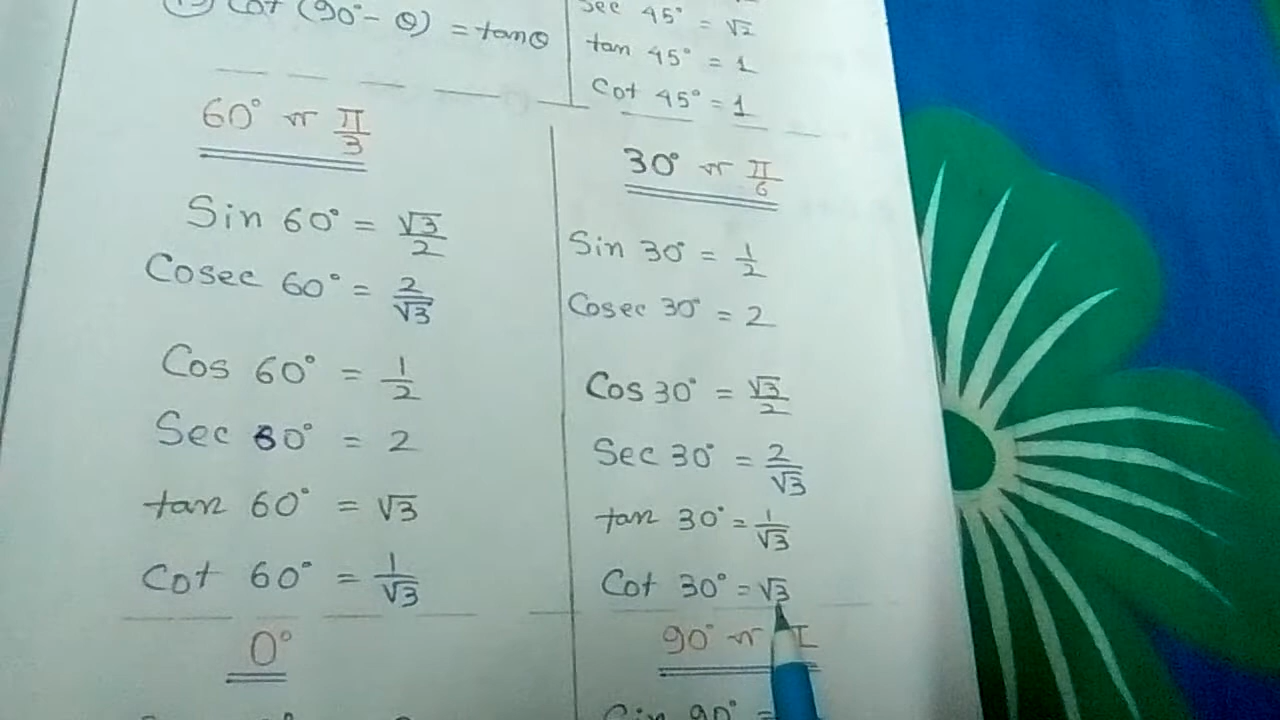 Cot (90° - θ) = tanθ
Sec 45° = √2
tan 45° = 1
Cot 45° = 1
60° or π/3
Sin 60° = √3/2
Cosec 60° = 2/√3
Cos 60° = 1/2
Sec 60° = 2
tan 60° = √3
Cot 60° = 1/√3
0°
30° or π/6
Sin 30° = 1/2
Cosec 30° = 2
Cos 30° = √3/2
Sec 30° = 2/√3
tan 30° = 1/√3
Cot 30° = √3
90° or
Sin 90° =